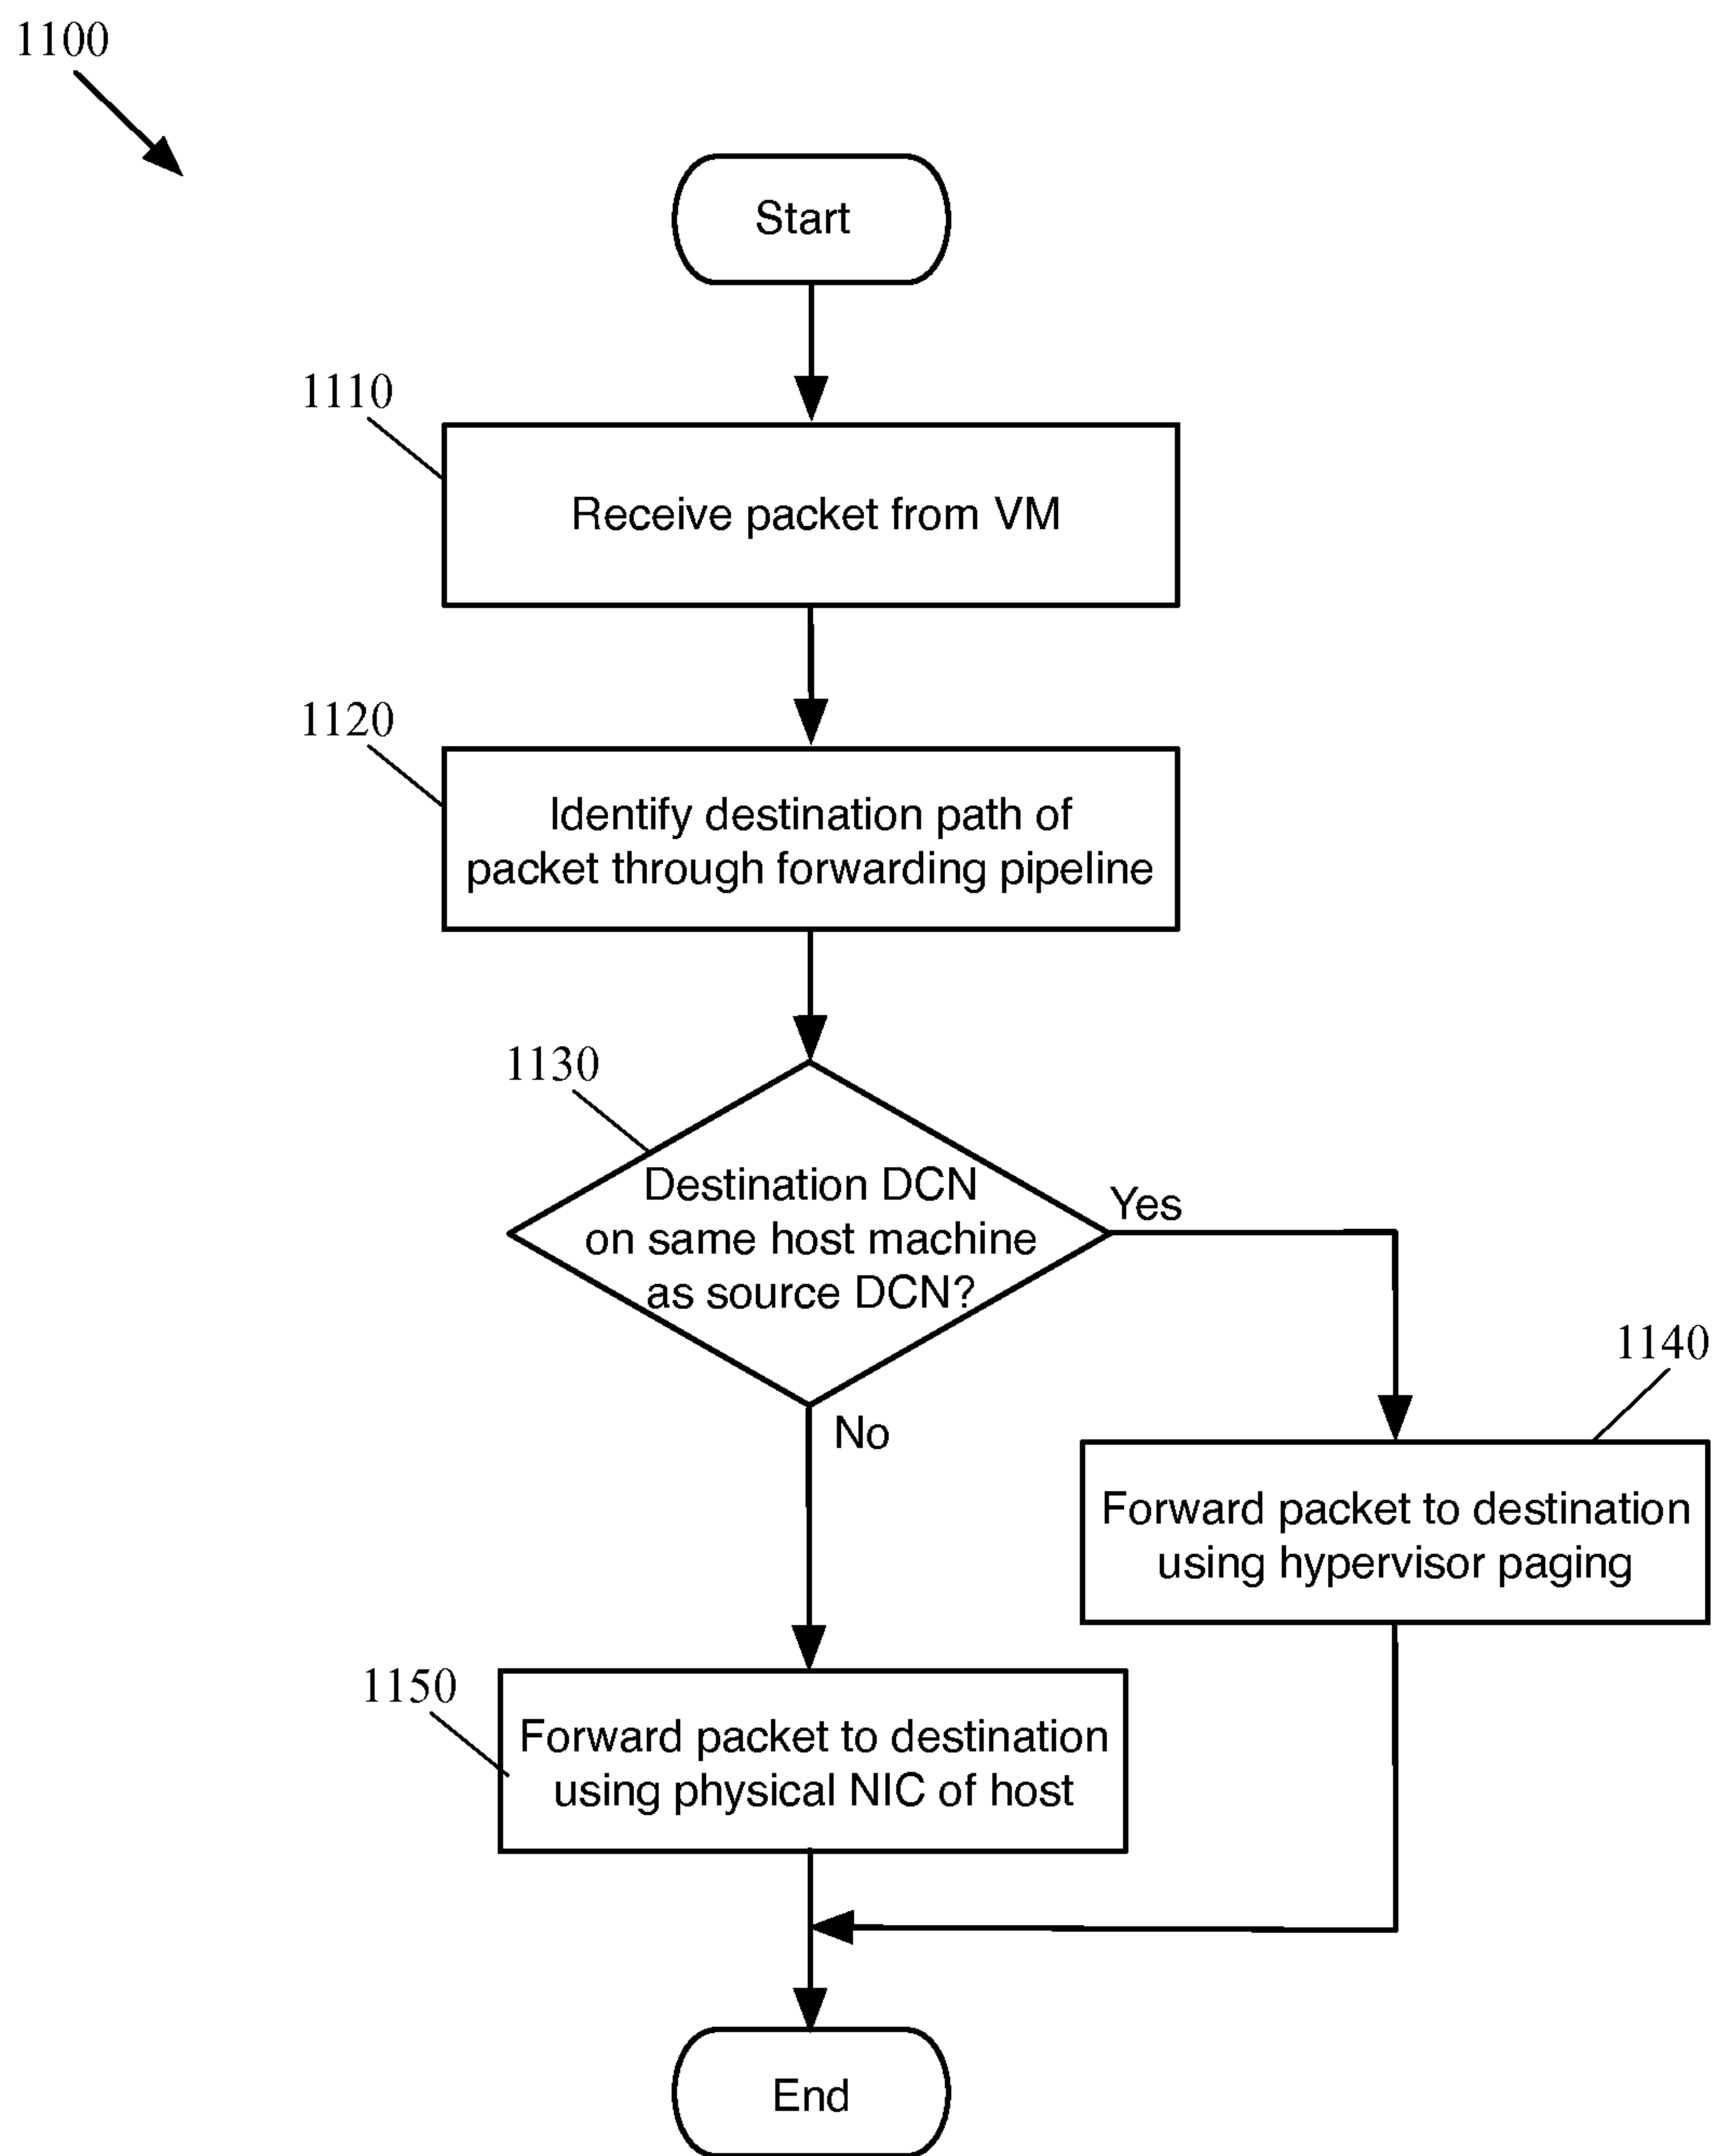 1100
Start
1110
Receive packet from VM
1120
Identify destination path of
packet through forwarding pipeline
1130
Destination DCN
on same host machine
as source DCN?
Yes
No
1140
Forward packet to destination
using hypervisor paging
1150
Forward packet to destination
using physical NIC of host
End